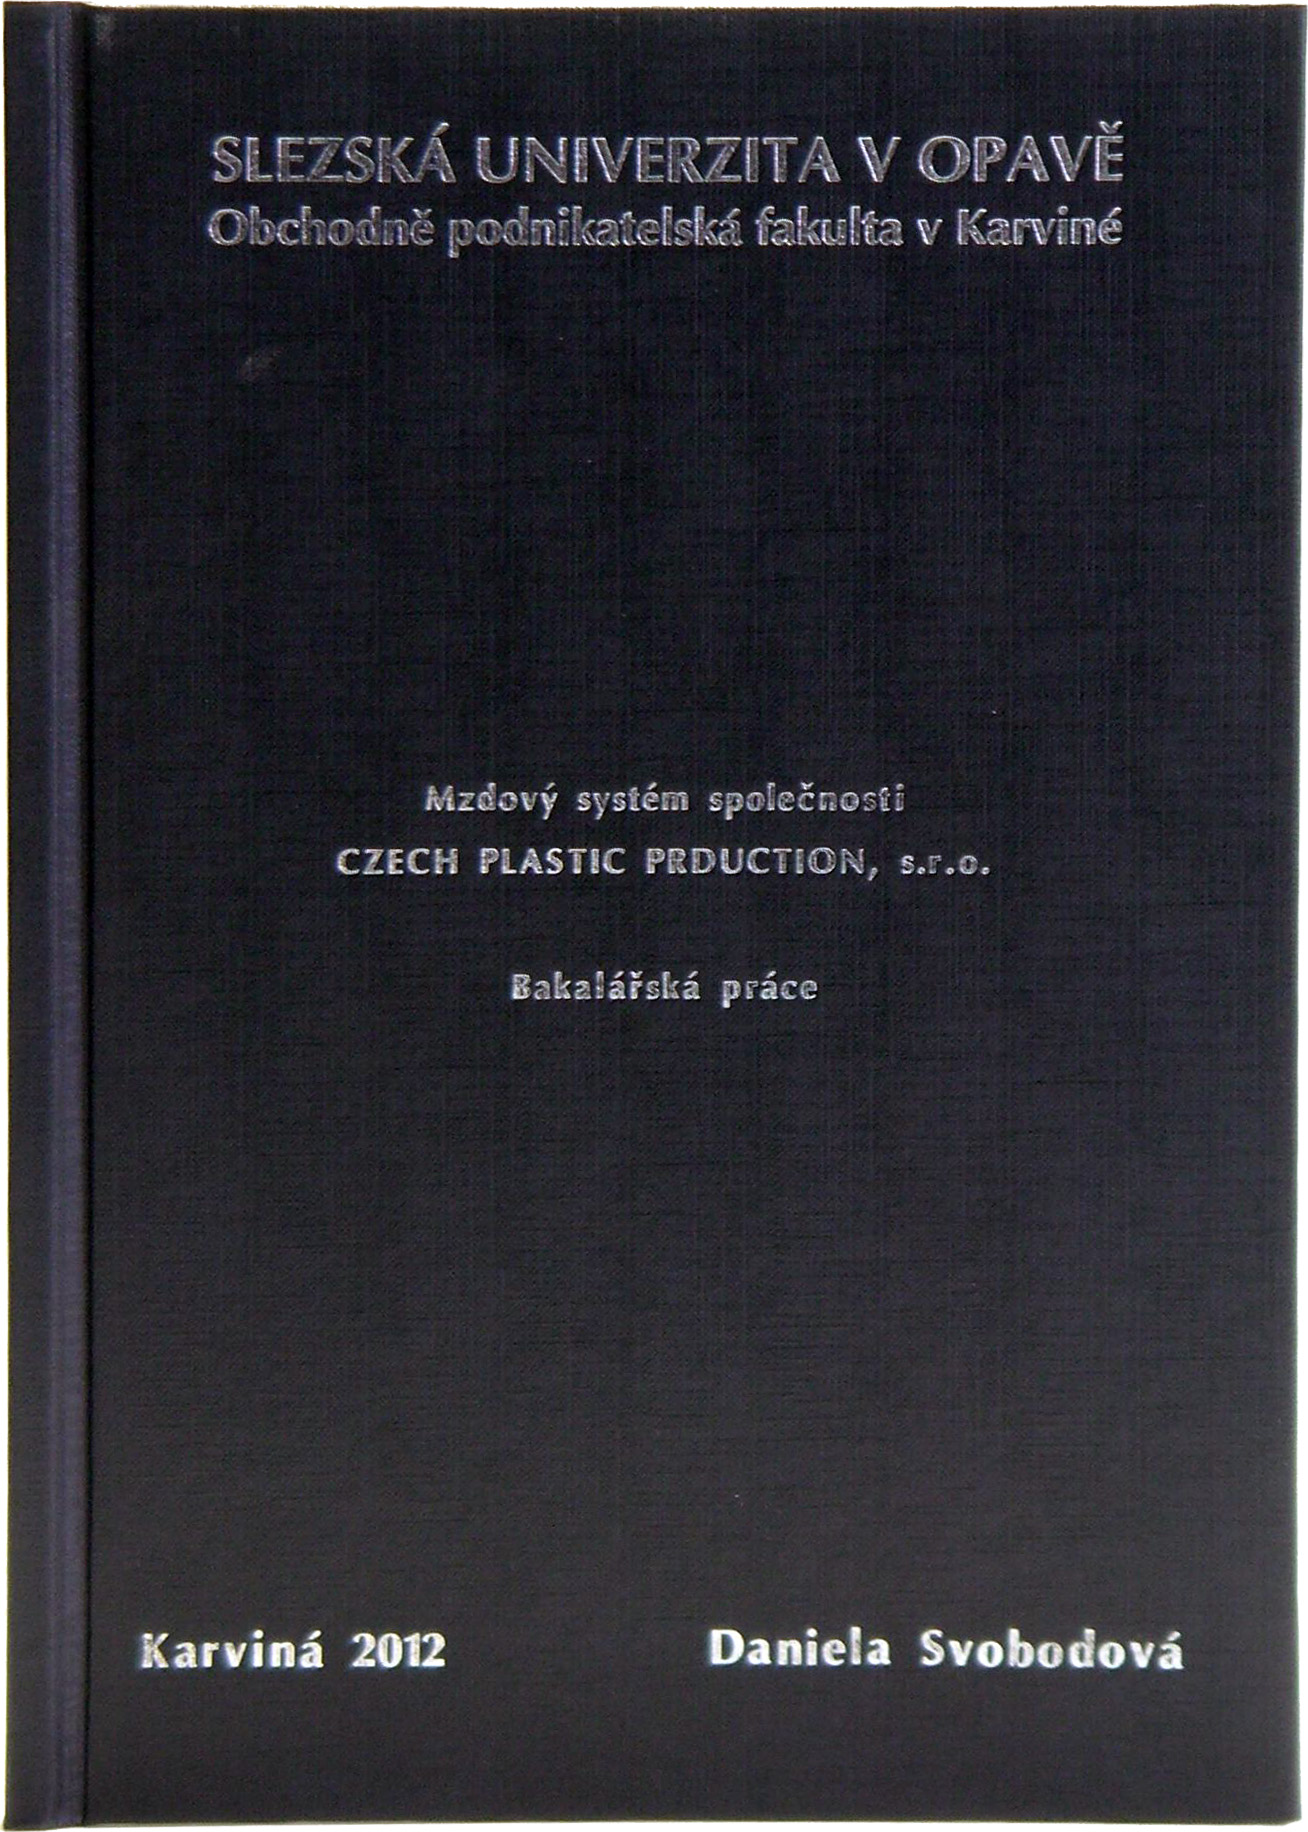 SLEZSKÁ UNIVERZITA V OPAVĚ
Obchodně podnikatelská fakulta v Karviné
Mzdový systém společnosti
CZECH PLASTIC PRDUCTION, s.r.o.
Bakalářská práce
Karviná 2012 Daniela Svobodová